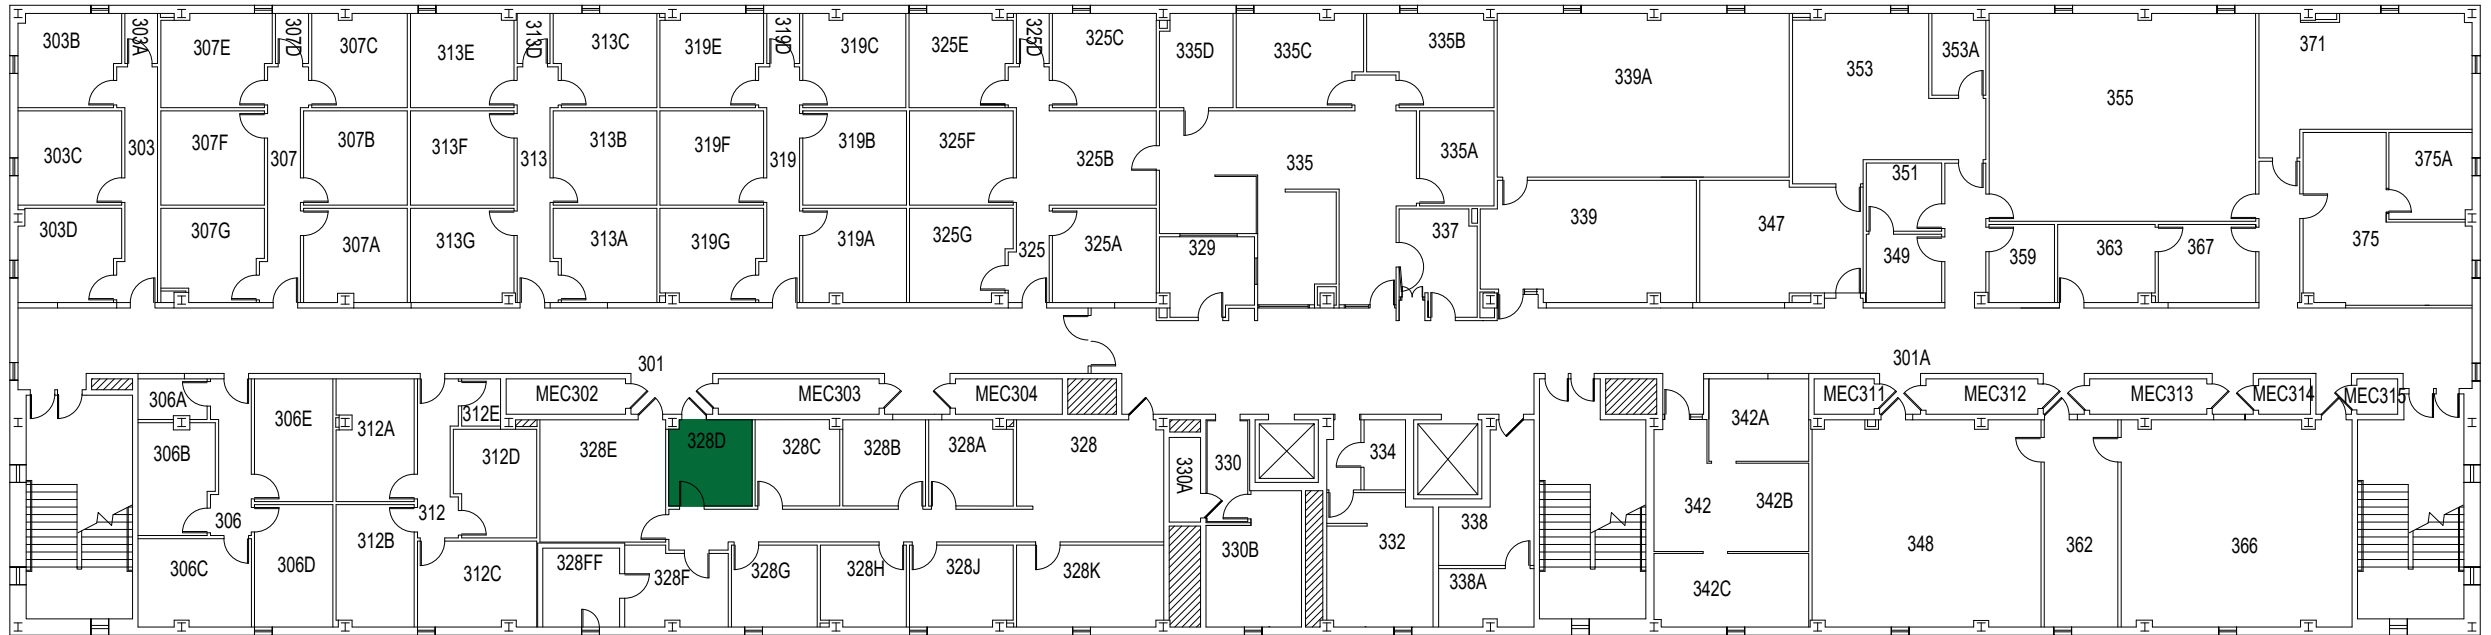 303B 303A 307E 307D 307C 313E 313D 313C 319E 319D 319C 325E 325D 325C 335D 335C 335B 339A 353 353A 355 371
303C 303 307F 307 307B 313F 313 313B 319F 319 319B 325F 325B 335 335A 351 375A
303D 307G 307A 313G 313A 319G 319A 325G 325 325A 329 337 339 347 349 359 363 367 375
301 301A
MEC302 MEC303 MEC304 MEC311 MEC312 MEC313 MEC314 MEC315
306A 306E 312A 312E 342A
306B 312D 328E 328D 328C 328B 328A 328 330A 330 334
306 312 338 342 342B
306C 306D 312B 312C 328FF 328F 328G 328H 328J 328K 330B 332 338A 342C 348 362 366